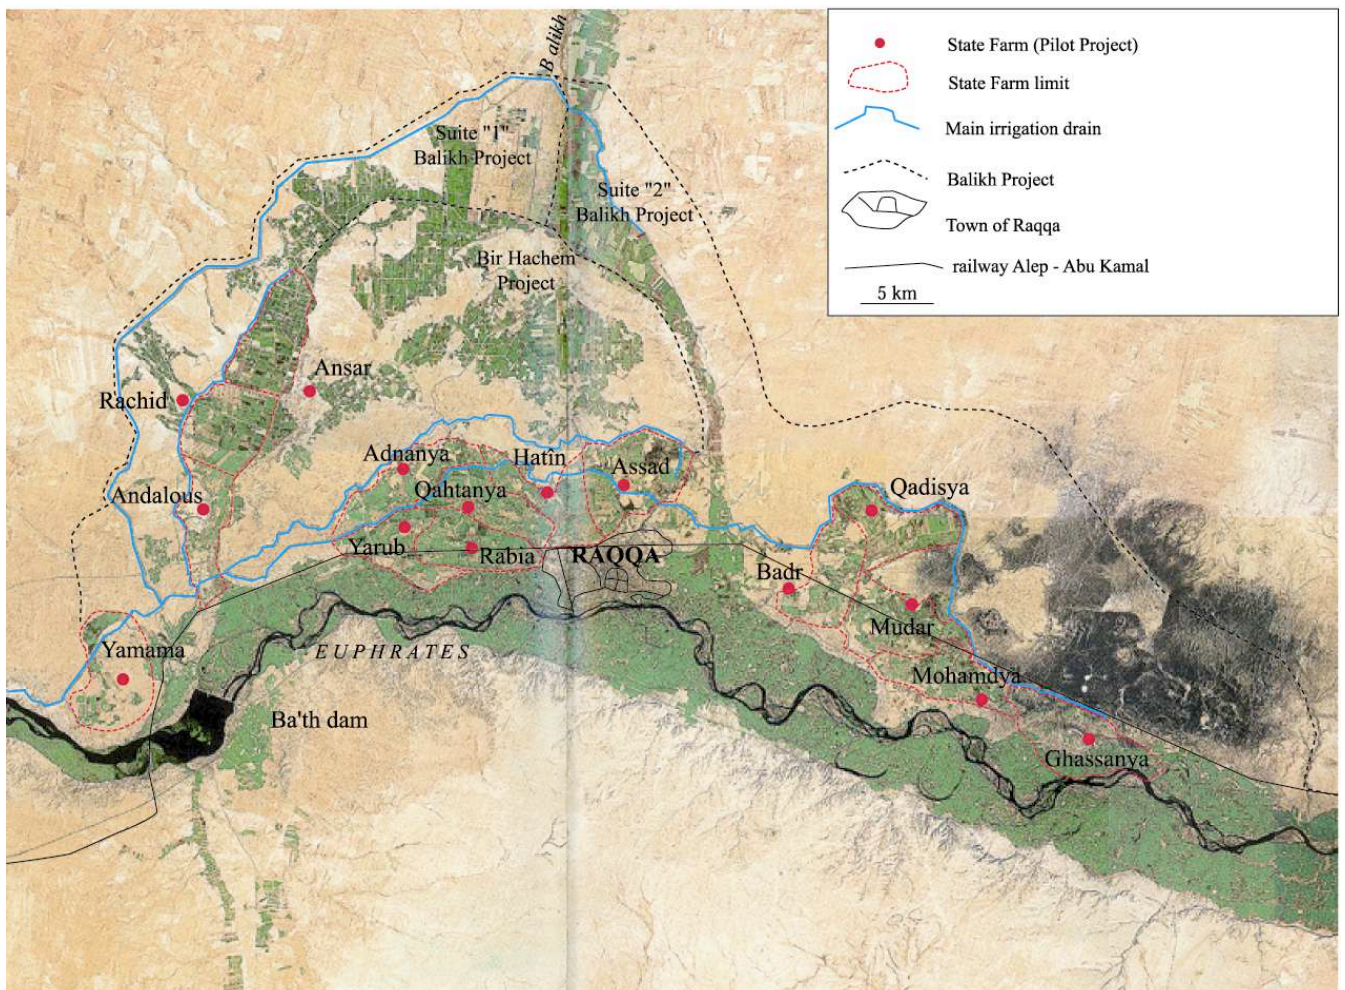 B alikh
State Farm (Pilot Project)
State Farm limit
Main irrigation drain
Balikh Project
Town of Raqqa
railway Alep - Abu Kamal
5 km
Suite "1"
Balikh Project
Suite "2"
Balikh Project
Bir Hachem
Project
Ansar
Rachid
Adnanya
Hatîn
Assad
Andalous
Qahtanya
Qadisya
Yarub
Rabia
RAQQA
Badr
Mudar
Yamama
EUPHRATES
Mohamdya
Ba'th dam
Ghassanya